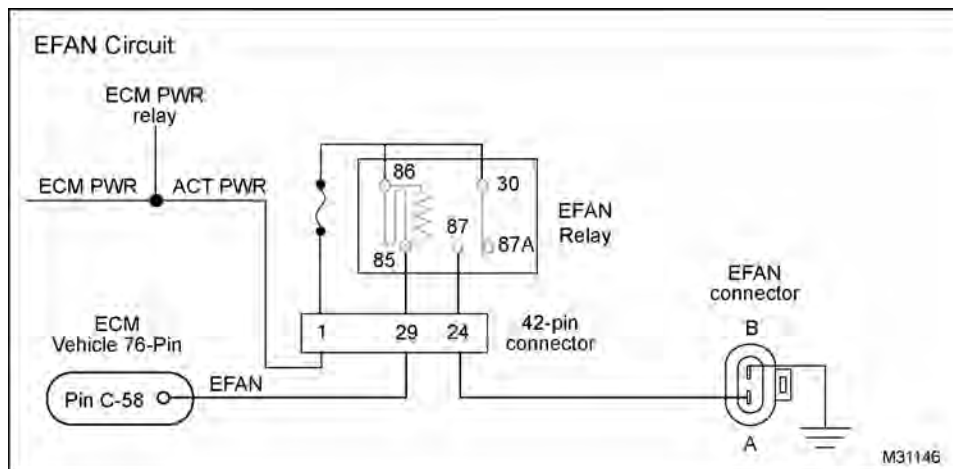 EFAN Circuit
ECM PWR
relay
ECM PWR
ACT PWR
86
30
EFAN
Relay
87
87A
85
EFAN
connector
ECM
Vehicle 76-Pin
1
29
24
42-pin
connector
B
EFAN
Pin C-58
A
M31146